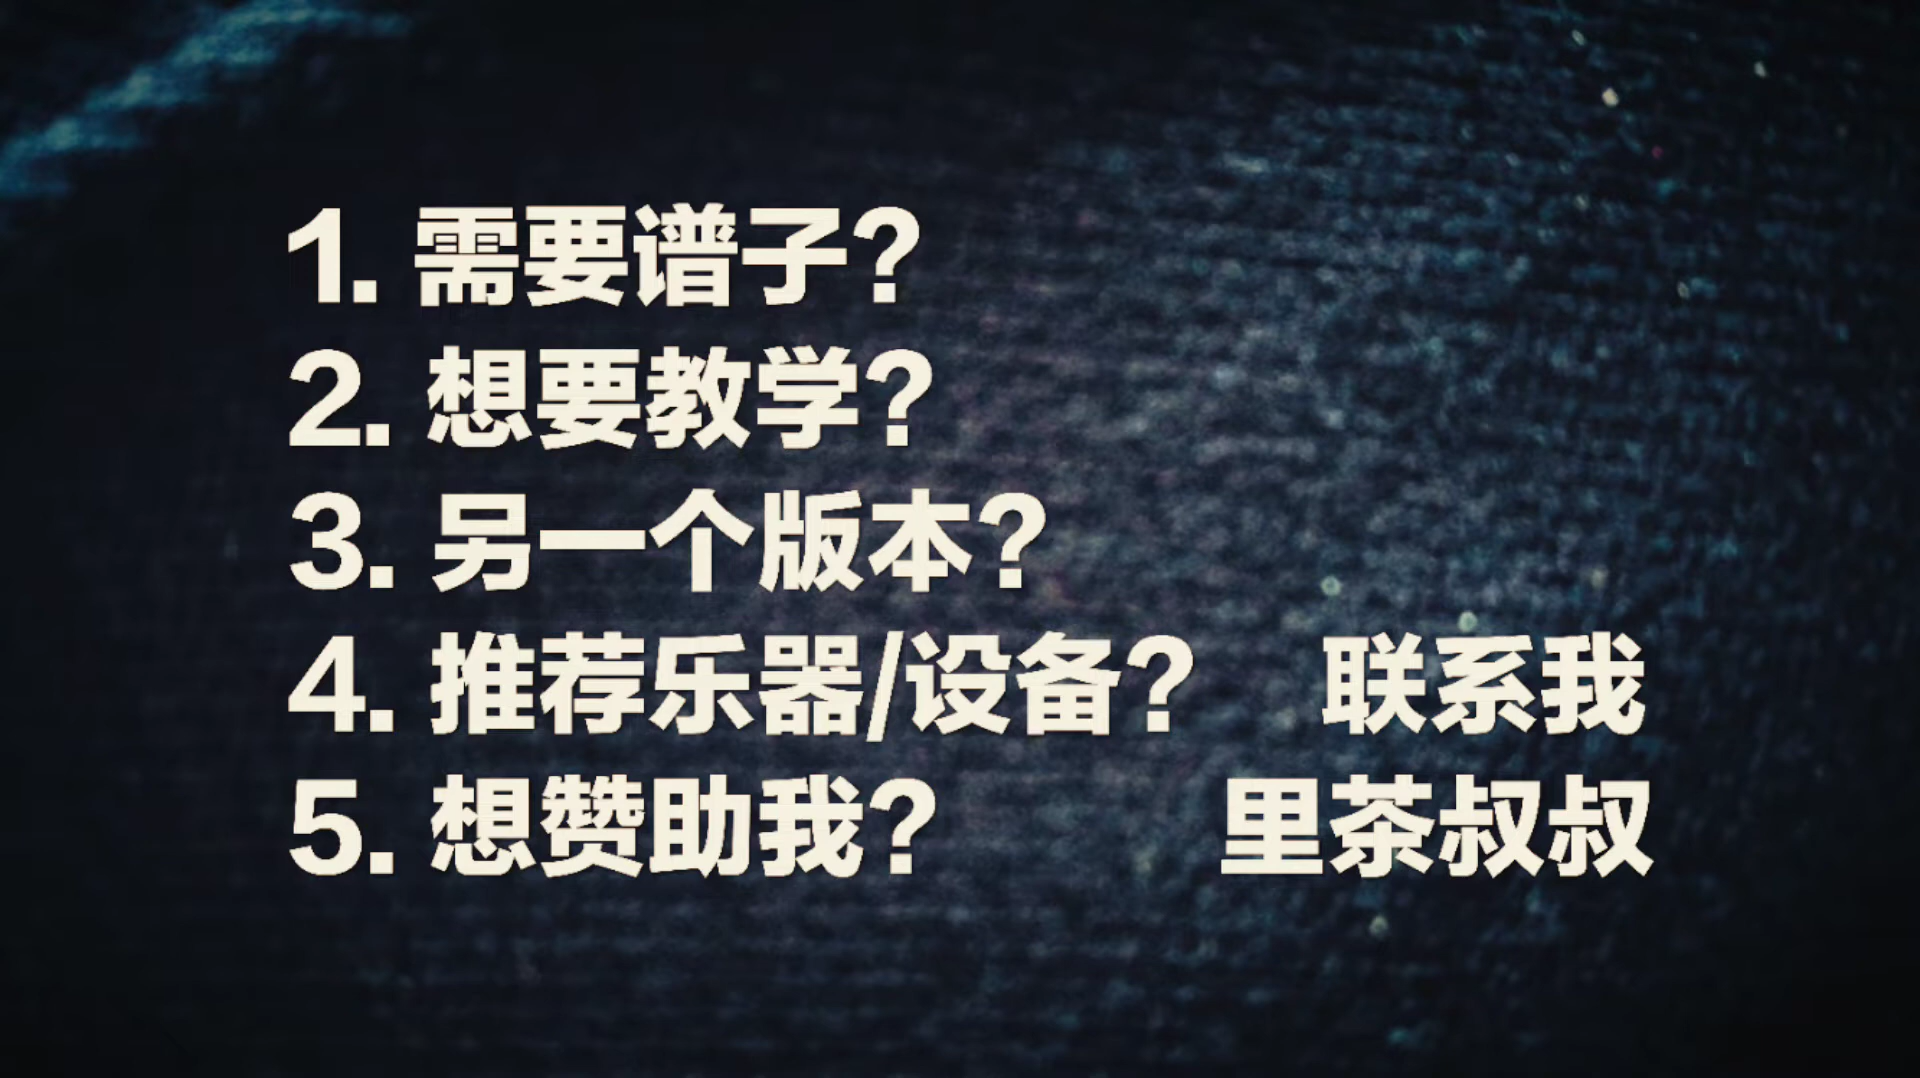 1. 需要谱子?
2. 想要教学?
3. 另一个版本?
4. 推荐乐器/设备? 联系我
5. 想赞助我? 里茶叔叔